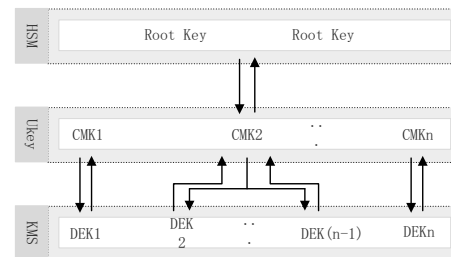 HSM
Root Key Root Key
Ukey
CMK1 CMK2 ... CMKn
KMS
DEK1 DEK 2 ... DEK(n-1) DEKn